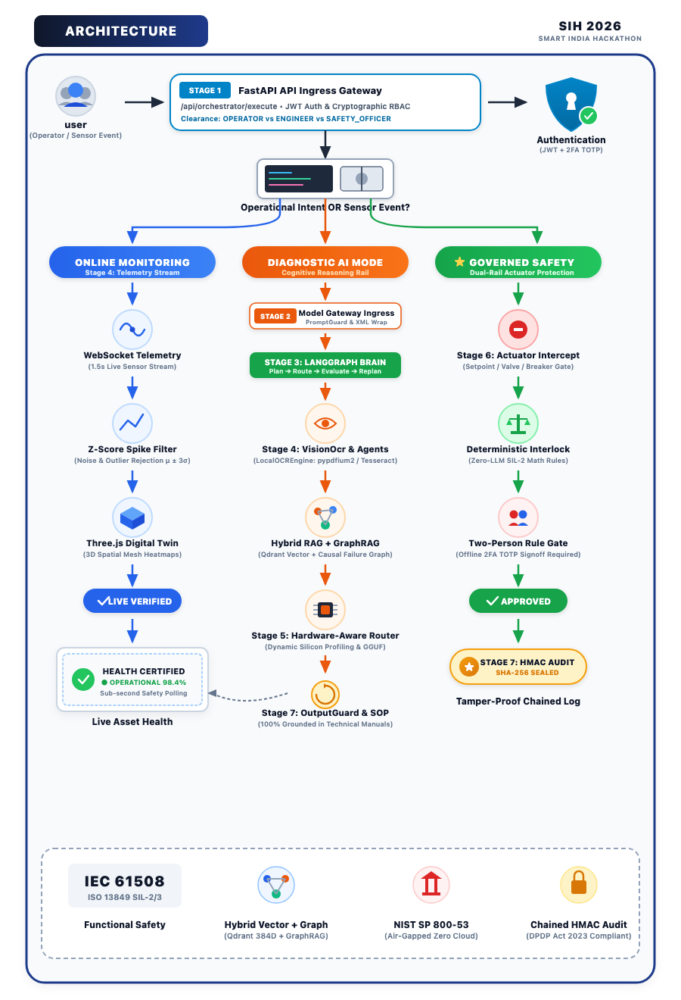 ARCHITECTURE
SIH 2026
SMART INDIA HACKATHON
user
(Operator / Sensor Event)
STAGE 1
FastAPI API Ingress Gateway
/api/orchestrator/execute • JWT Auth & Cryptographic RBAC
Clearance: OPERATOR vs ENGINEER vs SAFETY_OFFICER
Authentication
(JWT + 2FA TOTP)
Operational Intent OR Sensor Event?
ONLINE MONITORING
Stage 4: Telemetry Stream
DIAGNOSTIC AI MODE
Cognitive Reasoning Rail
GOVERNED SAFETY
Dual-Rail Actuator Protection
STAGE 2
Model Gateway Ingress
PromptGuard & XML Wrap
WebSocket Telemetry
(1.5s Live Sensor Stream)
STAGE 3: LANGGRAPH BRAIN
Plan ➔ Route ➔ Evaluate ➔ Replan
Stage 6: Actuator Intercept
(Setpoint / Valve / Breaker Gate)
Z-Score Spike Filter
(Noise & Outlier Rejection μ ± 3σ)
Stage 4: VisionOcr & Agents
(LocalOCREngine: pypdfium2 / Tesseract)
Deterministic Interlock
(Zero-LLM SIL-2 Math Rules)
Three.js Digital Twin
(3D Spatial Mesh Heatmaps)
Hybrid RAG + GraphRAG
(Qdrant Vector + Causal Failure Graph)
Two-Person Rule Gate
(Offline 2FA TOTP Signoff Required)
LIVE VERIFIED
APPROVED
Stage 5: Hardware-Aware Router
(Dynamic Silicon Profiling & GGUF)
HEALTH CERTIFIED
OPERATIONAL 98.4%
Sub-second Safety Polling
Live Asset Health
STAGE 7: HMAC AUDIT
SHA-256 SEALED
Tamper-Proof Chained Log
Stage 7: OutputGuard & SOP
(100% Grounded in Technical Manuals)
IEC 61508
ISO 13849 SIL-2/3
Functional Safety
Hybrid Vector + Graph
(Qdrant 384D + GraphRAG)
NIST SP 800-53
(Air-Gapped Zero Cloud)
Chained HMAC Audit
(DPDP Act 2023 Compliant)